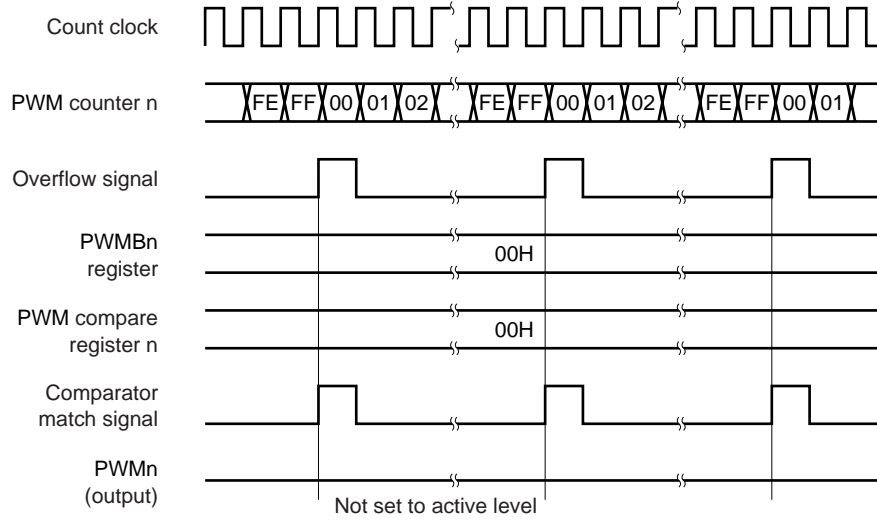 Count clock
PWM counter n
FE FF 00 01 02 FE FF 00 01 02 FE FF 00 01
Overflow signal
PWMBn
register
00H
PWM compare
register n
00H
Comparator
match signal
PWMn
(output)
Not set to active level